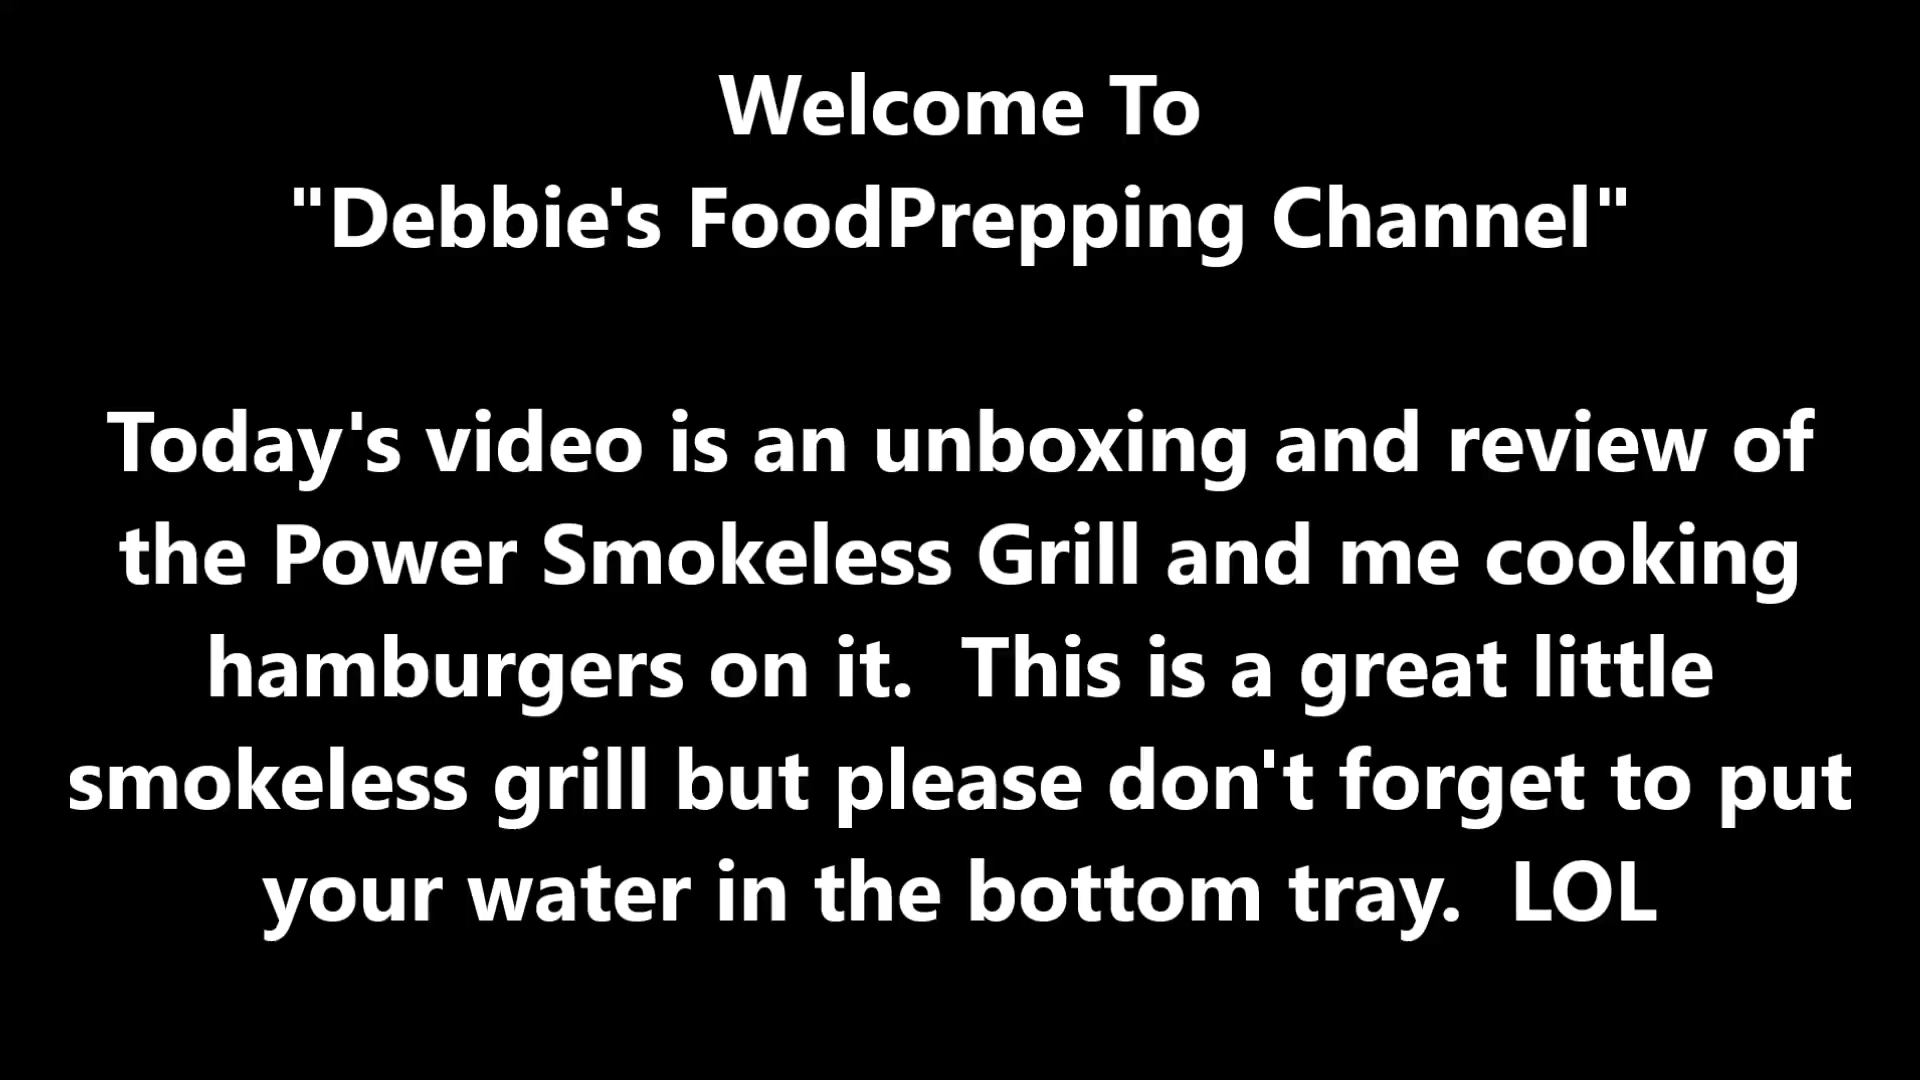 Welcome To
"Debbie's FoodPrepping Channel"
Today's video is an unboxing and review of
the Power Smokeless Grill and me cooking
hamburgers on it.  This is a great little
smokeless grill but please don't forget to put
your water in the bottom tray.  LOL